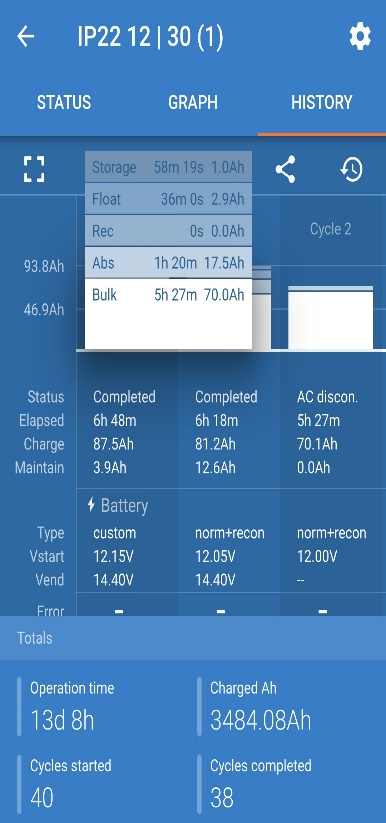 IP22 12 | 30 (1)
STATUS GRAPH HISTORY
Storage 58m 19s 1.0Ah
Float 36m 0s 2.9Ah
Rec 0s 0.0Ah
Abs 1h 20m 17.5Ah
Bulk 5h 27m 70.0Ah
Cycle 2
93.8Ah
46.9Ah
Status Completed Completed AC discon.
Elapsed 6h 48m 6h 18m 5h 27m
Charge 87.5Ah 81.2Ah 70.1Ah
Maintain 3.9Ah 12.6Ah 0.0Ah
Battery
Type custom norm+recon norm+recon
Vstart 12.15V 12.05V 12.00V
Vend 14.40V 14.40V --
Error – – –
Totals
Operation time Charged Ah
13d 8h 3484.08Ah
Cycles started Cycles completed
40 38